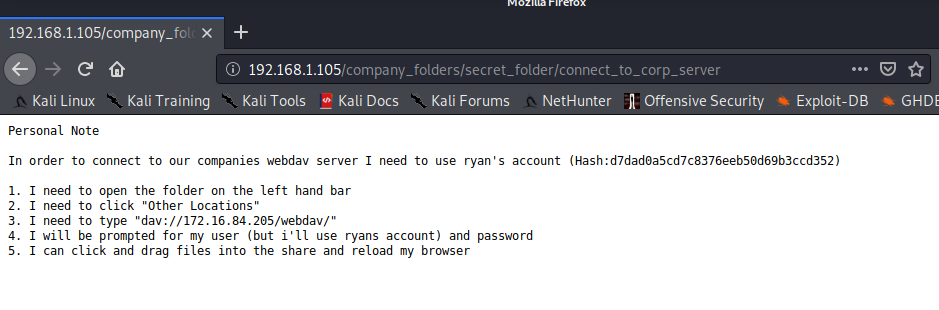 Mozilla Firefox
192.168.1.105/company_fol
192.168.1.105/company_folders/secret_folder/connect_to_corp_server
Kali Linux Kali Training Kali Tools Kali Docs Kali Forums NetHunter Offensive Security Exploit-DB GHDB
Personal Note
In order to connect to our companies webdav server I need to use ryan's account (Hash:d7dad0a5cd7c8376eeb50d69b3ccd352)
1. I need to open the folder on the left hand bar
2. I need to click "Other Locations"
3. I need to type "dav://172.16.84.205/webdav/"
4. I will be prompted for my user (but i'll use ryans account) and password
5. I can click and drag files into the share and reload my browser